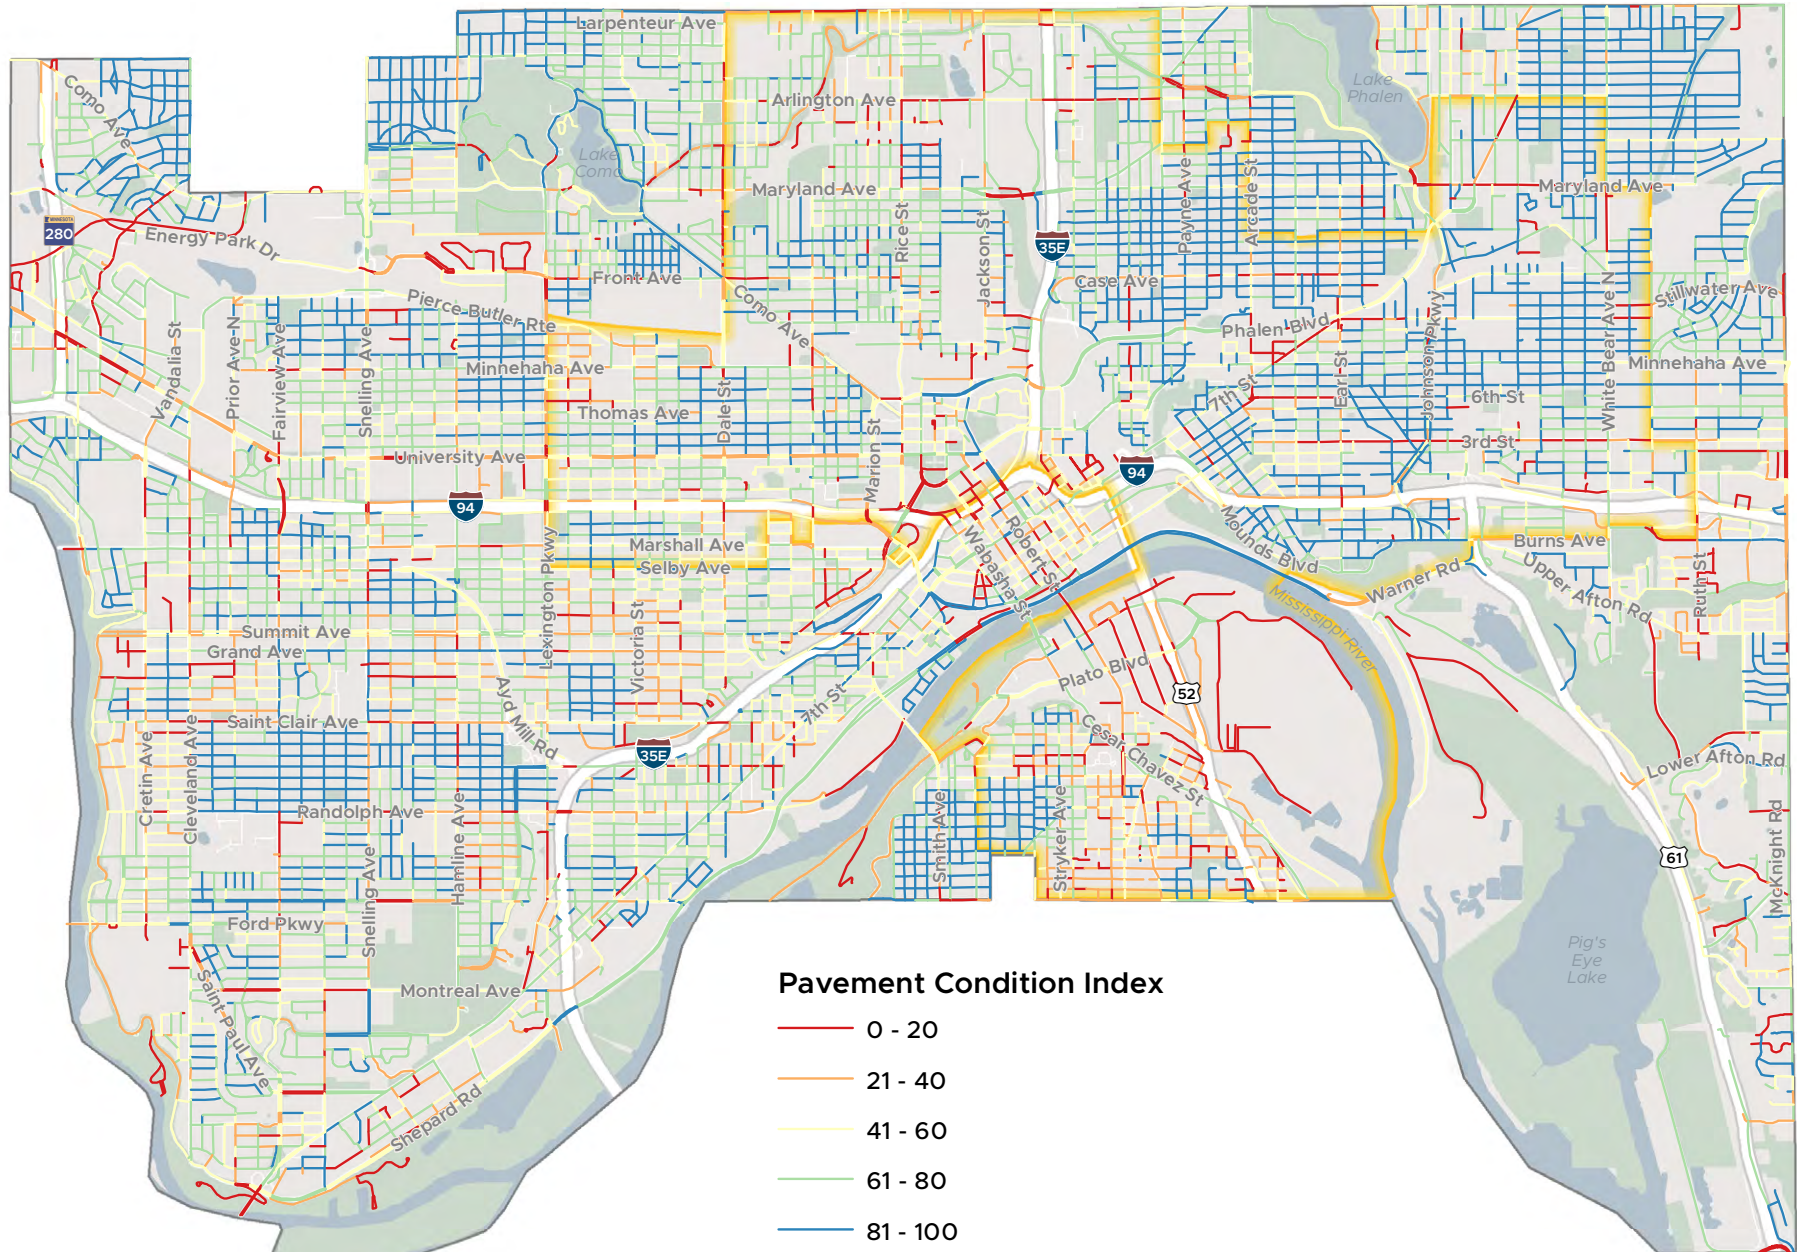 Larpenteur Ave
Como Ave
Lake
Phalen
Arlington Ave
Lake
Como
Maryland Ave
Maryland Ave
Payne Ave
Arcade St
Rice St
Jackson St
MINNESOTA
280
Energy Park Dr
35E
Front Ave
Case Ave
Pierce Butler Rte
Como Ave
Stillwater Ave
Vandalia St
Prior Ave N
Fairview Ave
Snelling Ave
Phalen Blvd
Johnson Pkwy
White Bear Ave N
Minnehaha Ave
Minnehaha Ave
Earl St
7th St
6th St
Thomas Ave
Dale St
Marion St
3rd St
University Ave
94
94
Lexington Pkwy
Marshall Ave
Selby Ave
Wabasha St
Robert St
Mounds Blvd
Burns Ave
Warner Rd
Upper Afton Rd
Ruth St
Mississippi River
Summit Ave
Grand Ave
Victoria St
Ayd Mill Rd
Plato Blvd
52
7th St
Saint Clair Ave
Cesar Chavez St
35E
Cretin Ave
Cleveland Ave
Lower Afton Rd
Randolph Ave
Hamline Ave
Smith Ave
Stryker Ave
McKnight Rd
61
Snelling Ave
Ford Pkwy
Pig's
Eye
Lake
Saint Paul Ave
Montreal Ave
Shepard Rd
Pavement Condition Index
0 - 20
21 - 40
41 - 60
61 - 80
81 - 100